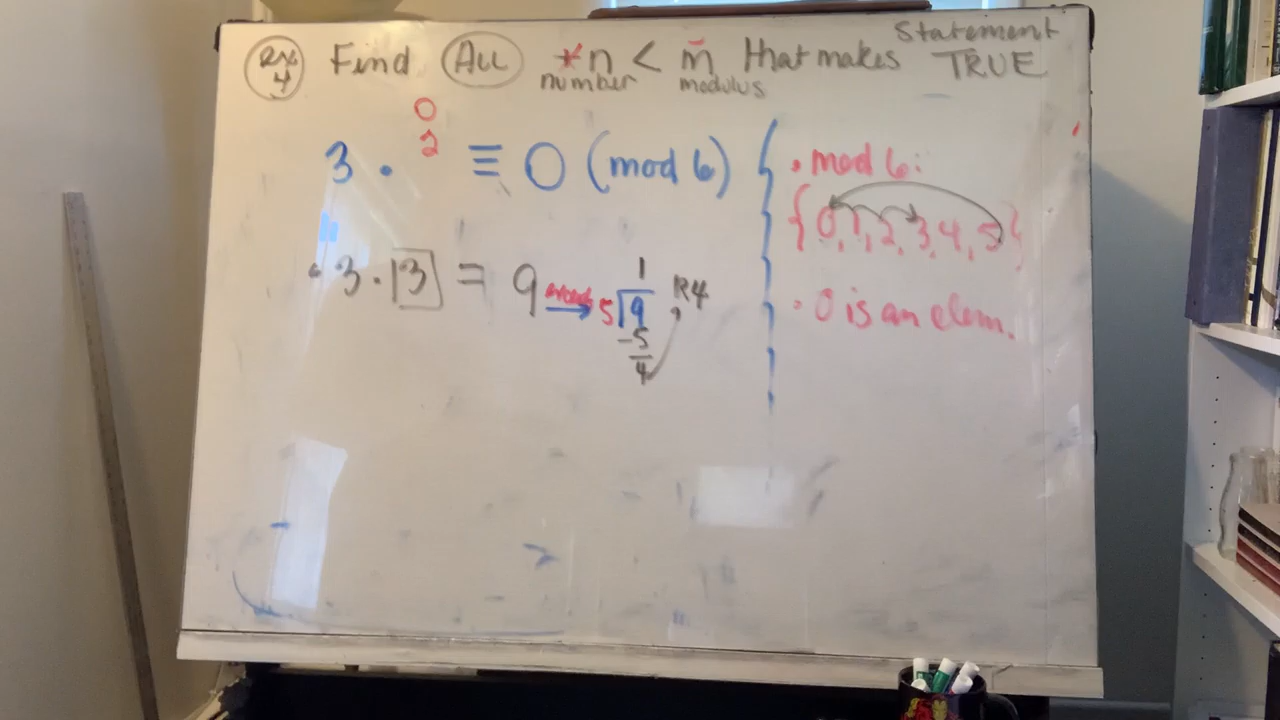 Ex 4 Find ALL *n < m that makes Statement TRUE
number modulus
0
2
3 · ≡ 0 (mod 6)
• mod 6:
{0, 1, 2, 3, 4, 5}
• 3 · 3 = 9 → 5)9 1 R4
-5
4
• 0 is an elem.